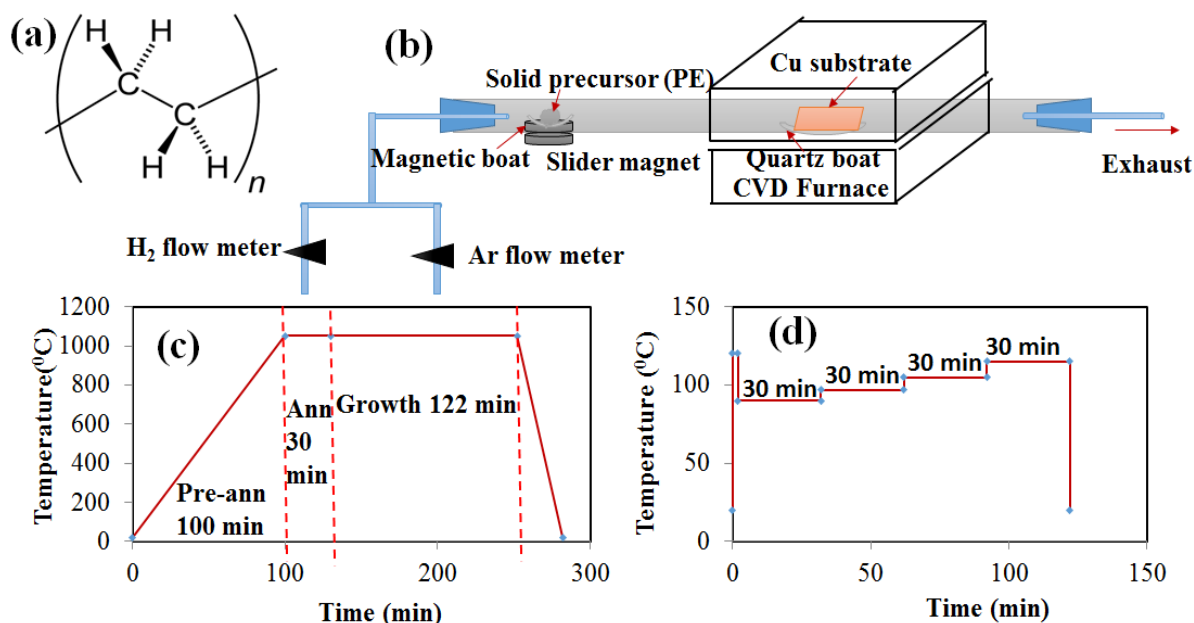 (a)
H H
C
C
H H
n
(b)
Cu substrate
Solid precursor (PE)
Magnetic boat
Slider magnet
Quartz boat
CVD Furnace
Exhaust
H2 flow meter
Ar flow meter
(c)
1200
1000
800
600
400
200
0
Temperature(⁰C)
Pre-ann
100 min
Ann
30
min
Growth 122 min
0 100 200 300
Time (min)
(d)
150
100
50
0
Temperature (⁰C)
30 min
30 min
30 min
30 min
0 50 100 150
Time (min)